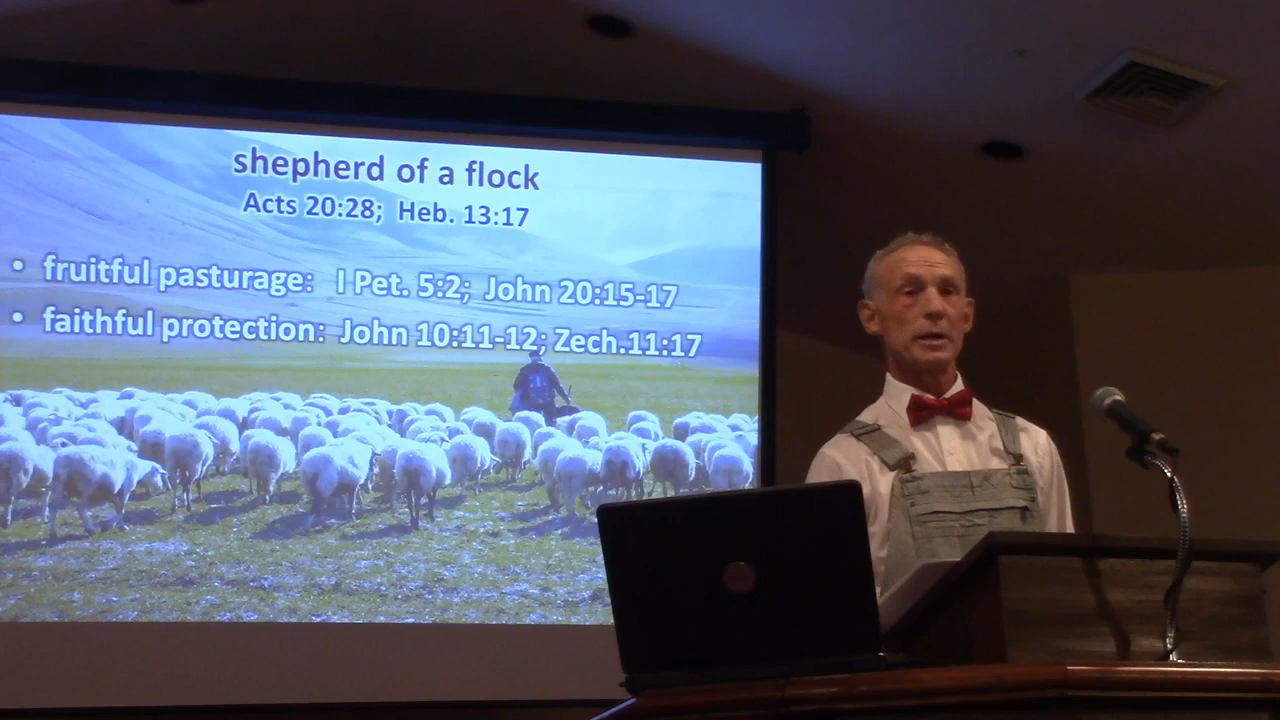 shepherd of a flock
Acts 20:28; Heb. 13:17
• fruitful pasturage: I Pet. 5:2; John 20:15-17
• faithful protection: John 10:11-12; Zech.11:17